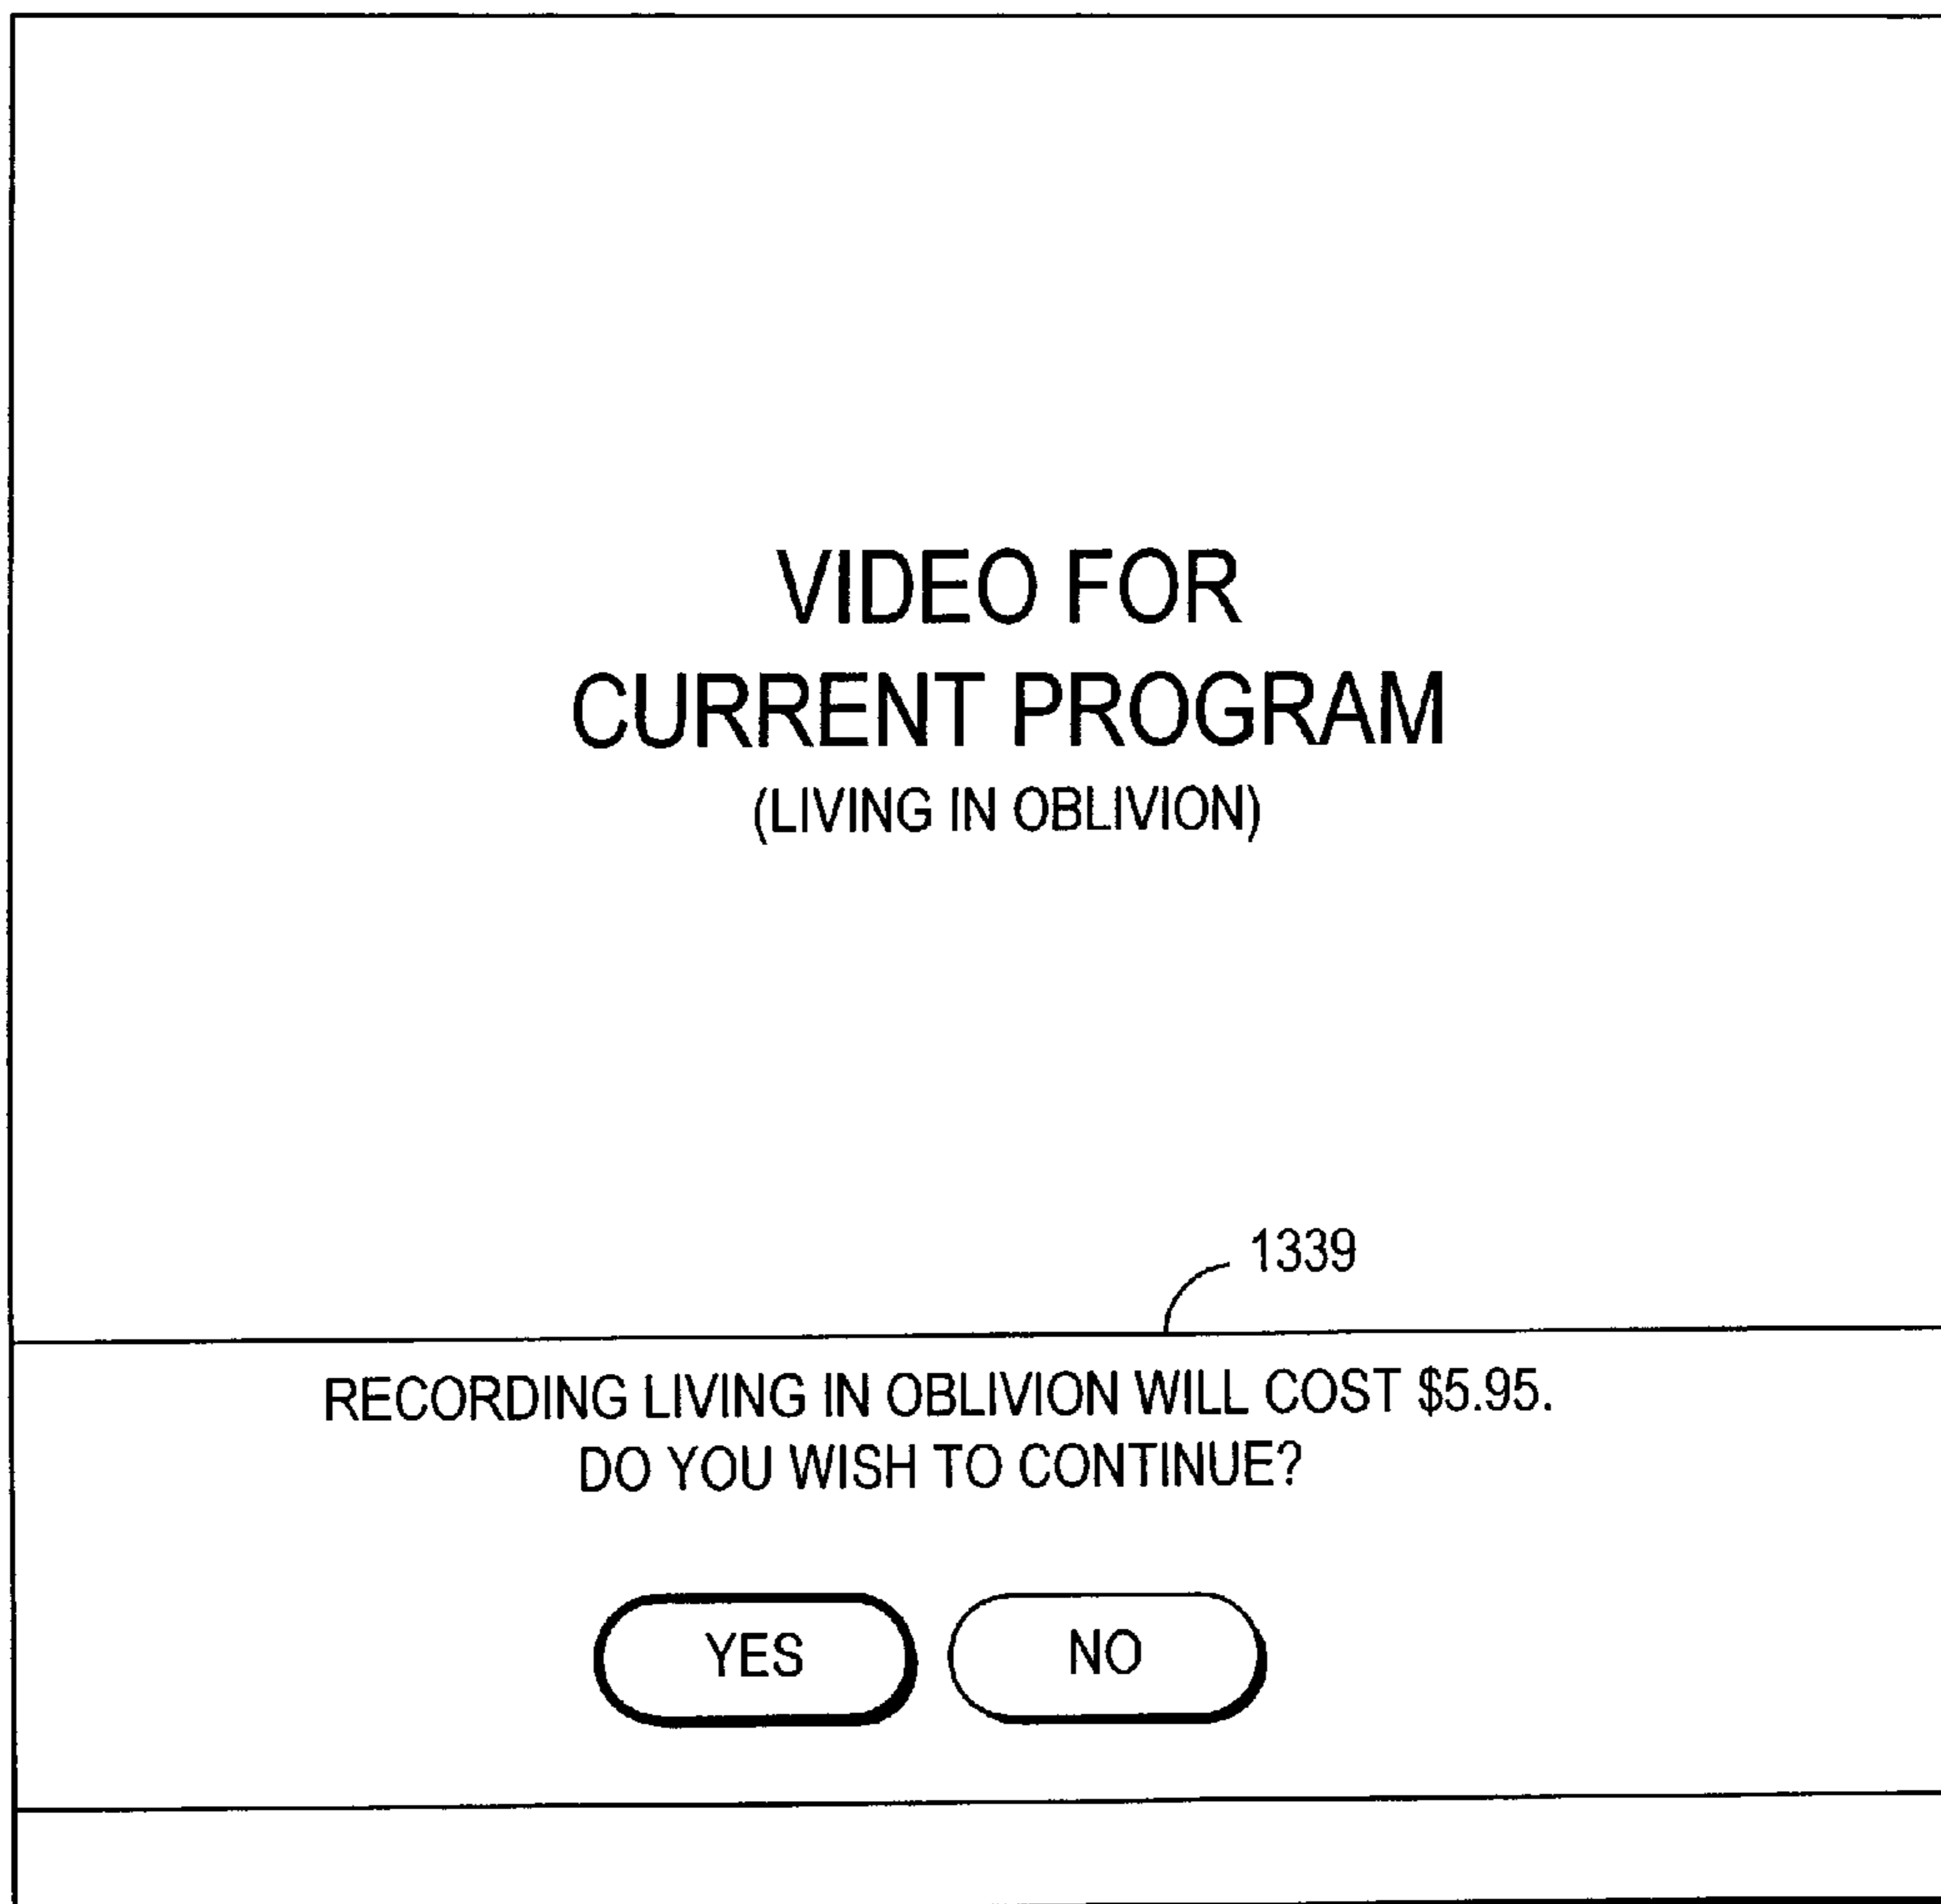 VIDEO FOR
CURRENT PROGRAM
(LIVING IN OBLIVION)
1339
RECORDING LIVING IN OBLIVION WILL COST $5.95.
DO YOU WISH TO CONTINUE?
YES NO